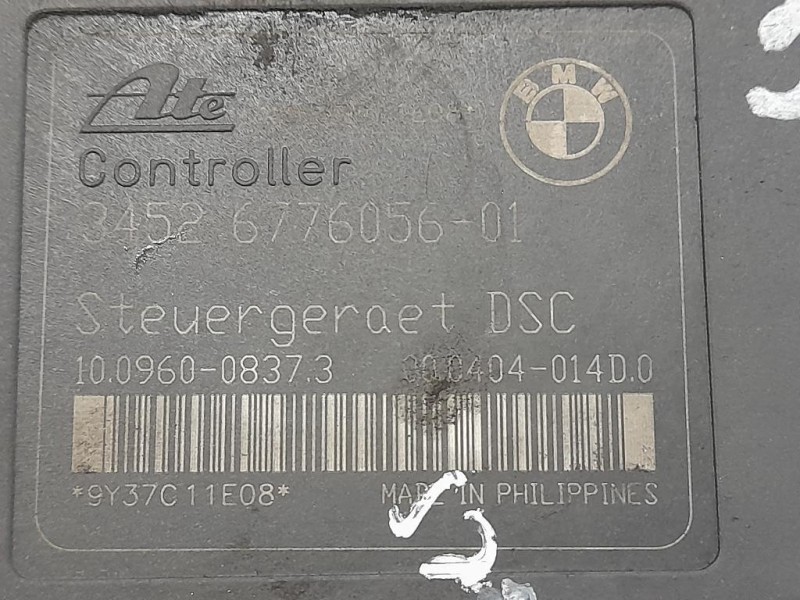 Ate
BMW
Controller
3452 6776056-01
Steuergeraet DSC
10.0960-0837.3 00.0404-014D.0
*9Y37C11E08* MADE IN PHILIPPINES